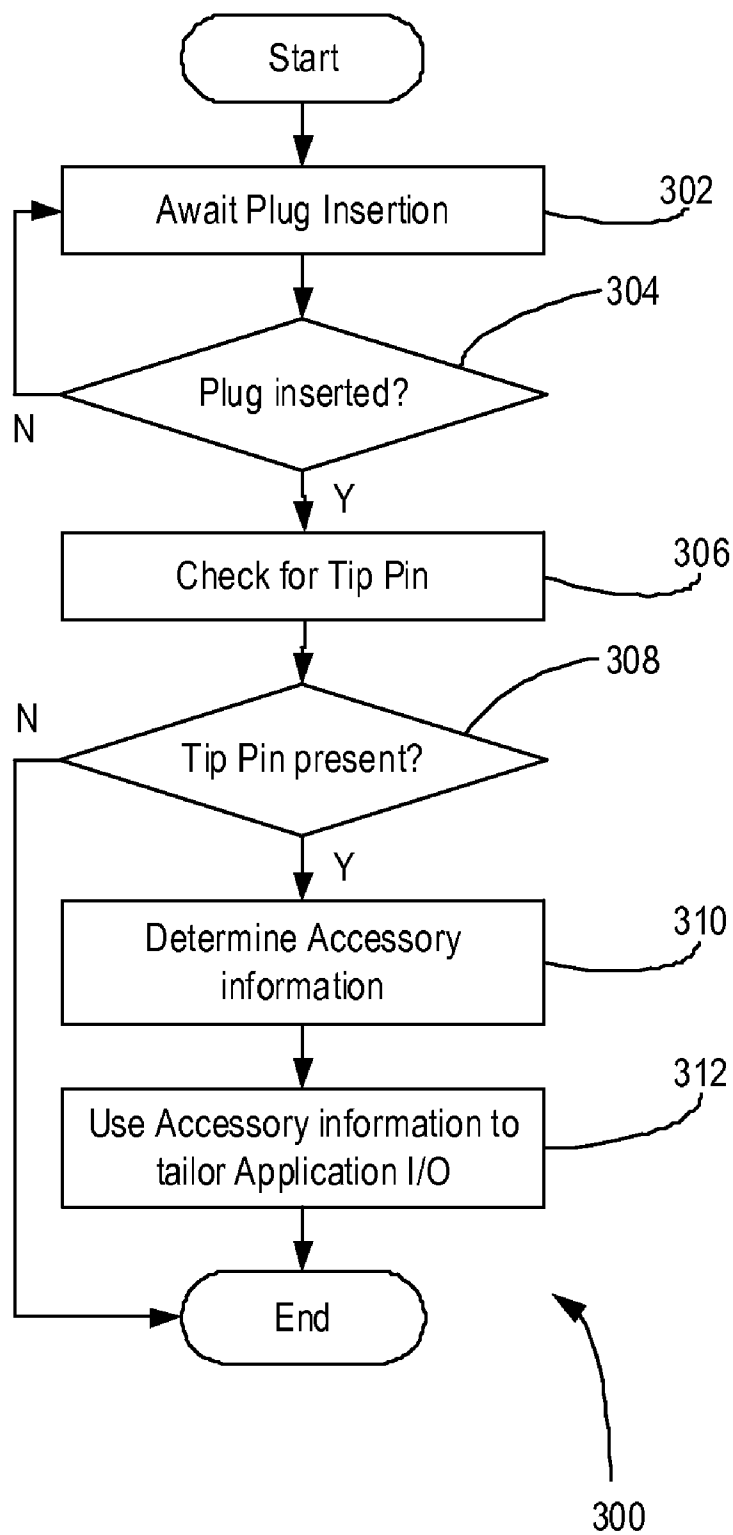 Start
Await Plug Insertion
302
304
Plug inserted?
N
Y
Check for Tip Pin
306
308
N
Tip Pin present?
Y
Determine Accessory
information
310
312
Use Accessory information to
tailor Application I/O
End
300